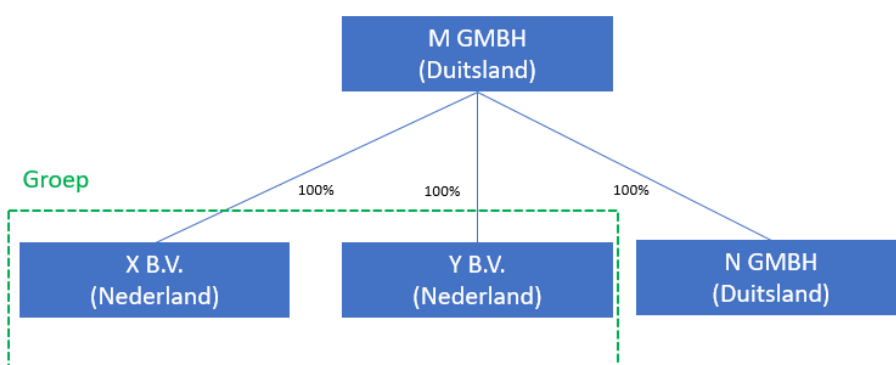 M GMBH
(Duitsland)
Groep
100%
100%
100%
X B.V.
(Nederland)
Y B.V.
(Nederland)
N GMBH
(Duitsland)